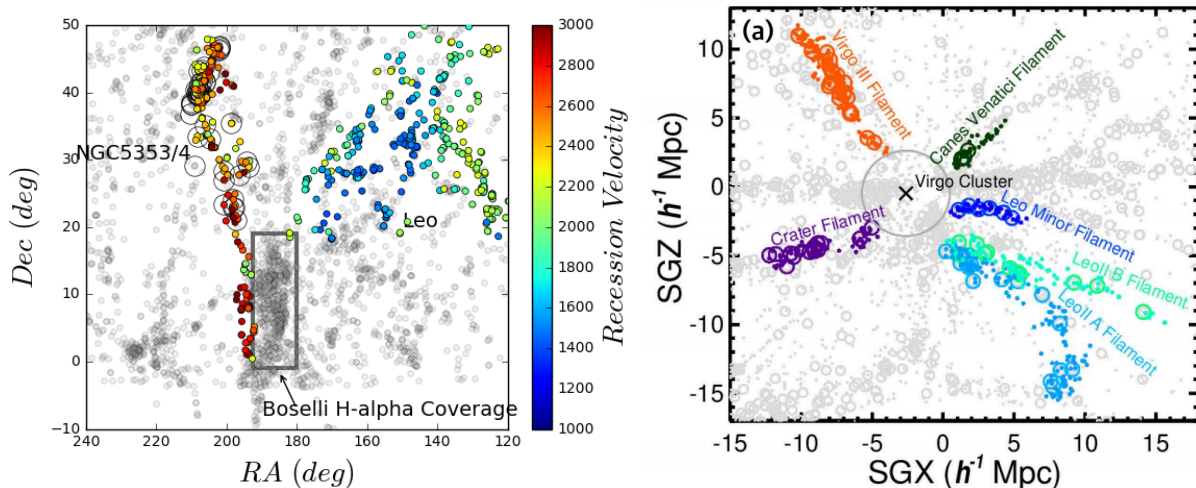 50
40
30
20
10
0
−10
240
220
200
180
160
140
120
Dec (deg)
RA (deg)
NGC5353/4
Leo
Boselli H-alpha Coverage
3000
2800
2600
2400
2200
2000
1800
1600
1400
1200
1000
Recession Velocity
(a)
Virgo III Filament
Canes Venatici Filament
Virgo Cluster
Leo Minor Filament
Crater Filament
LeoII B Filament
LeoII A Filament
10
5
0
-5
-10
-15
SGZ (h⁻¹ Mpc)
-15
-10
-5
0
5
10
15
SGX (h⁻¹ Mpc)